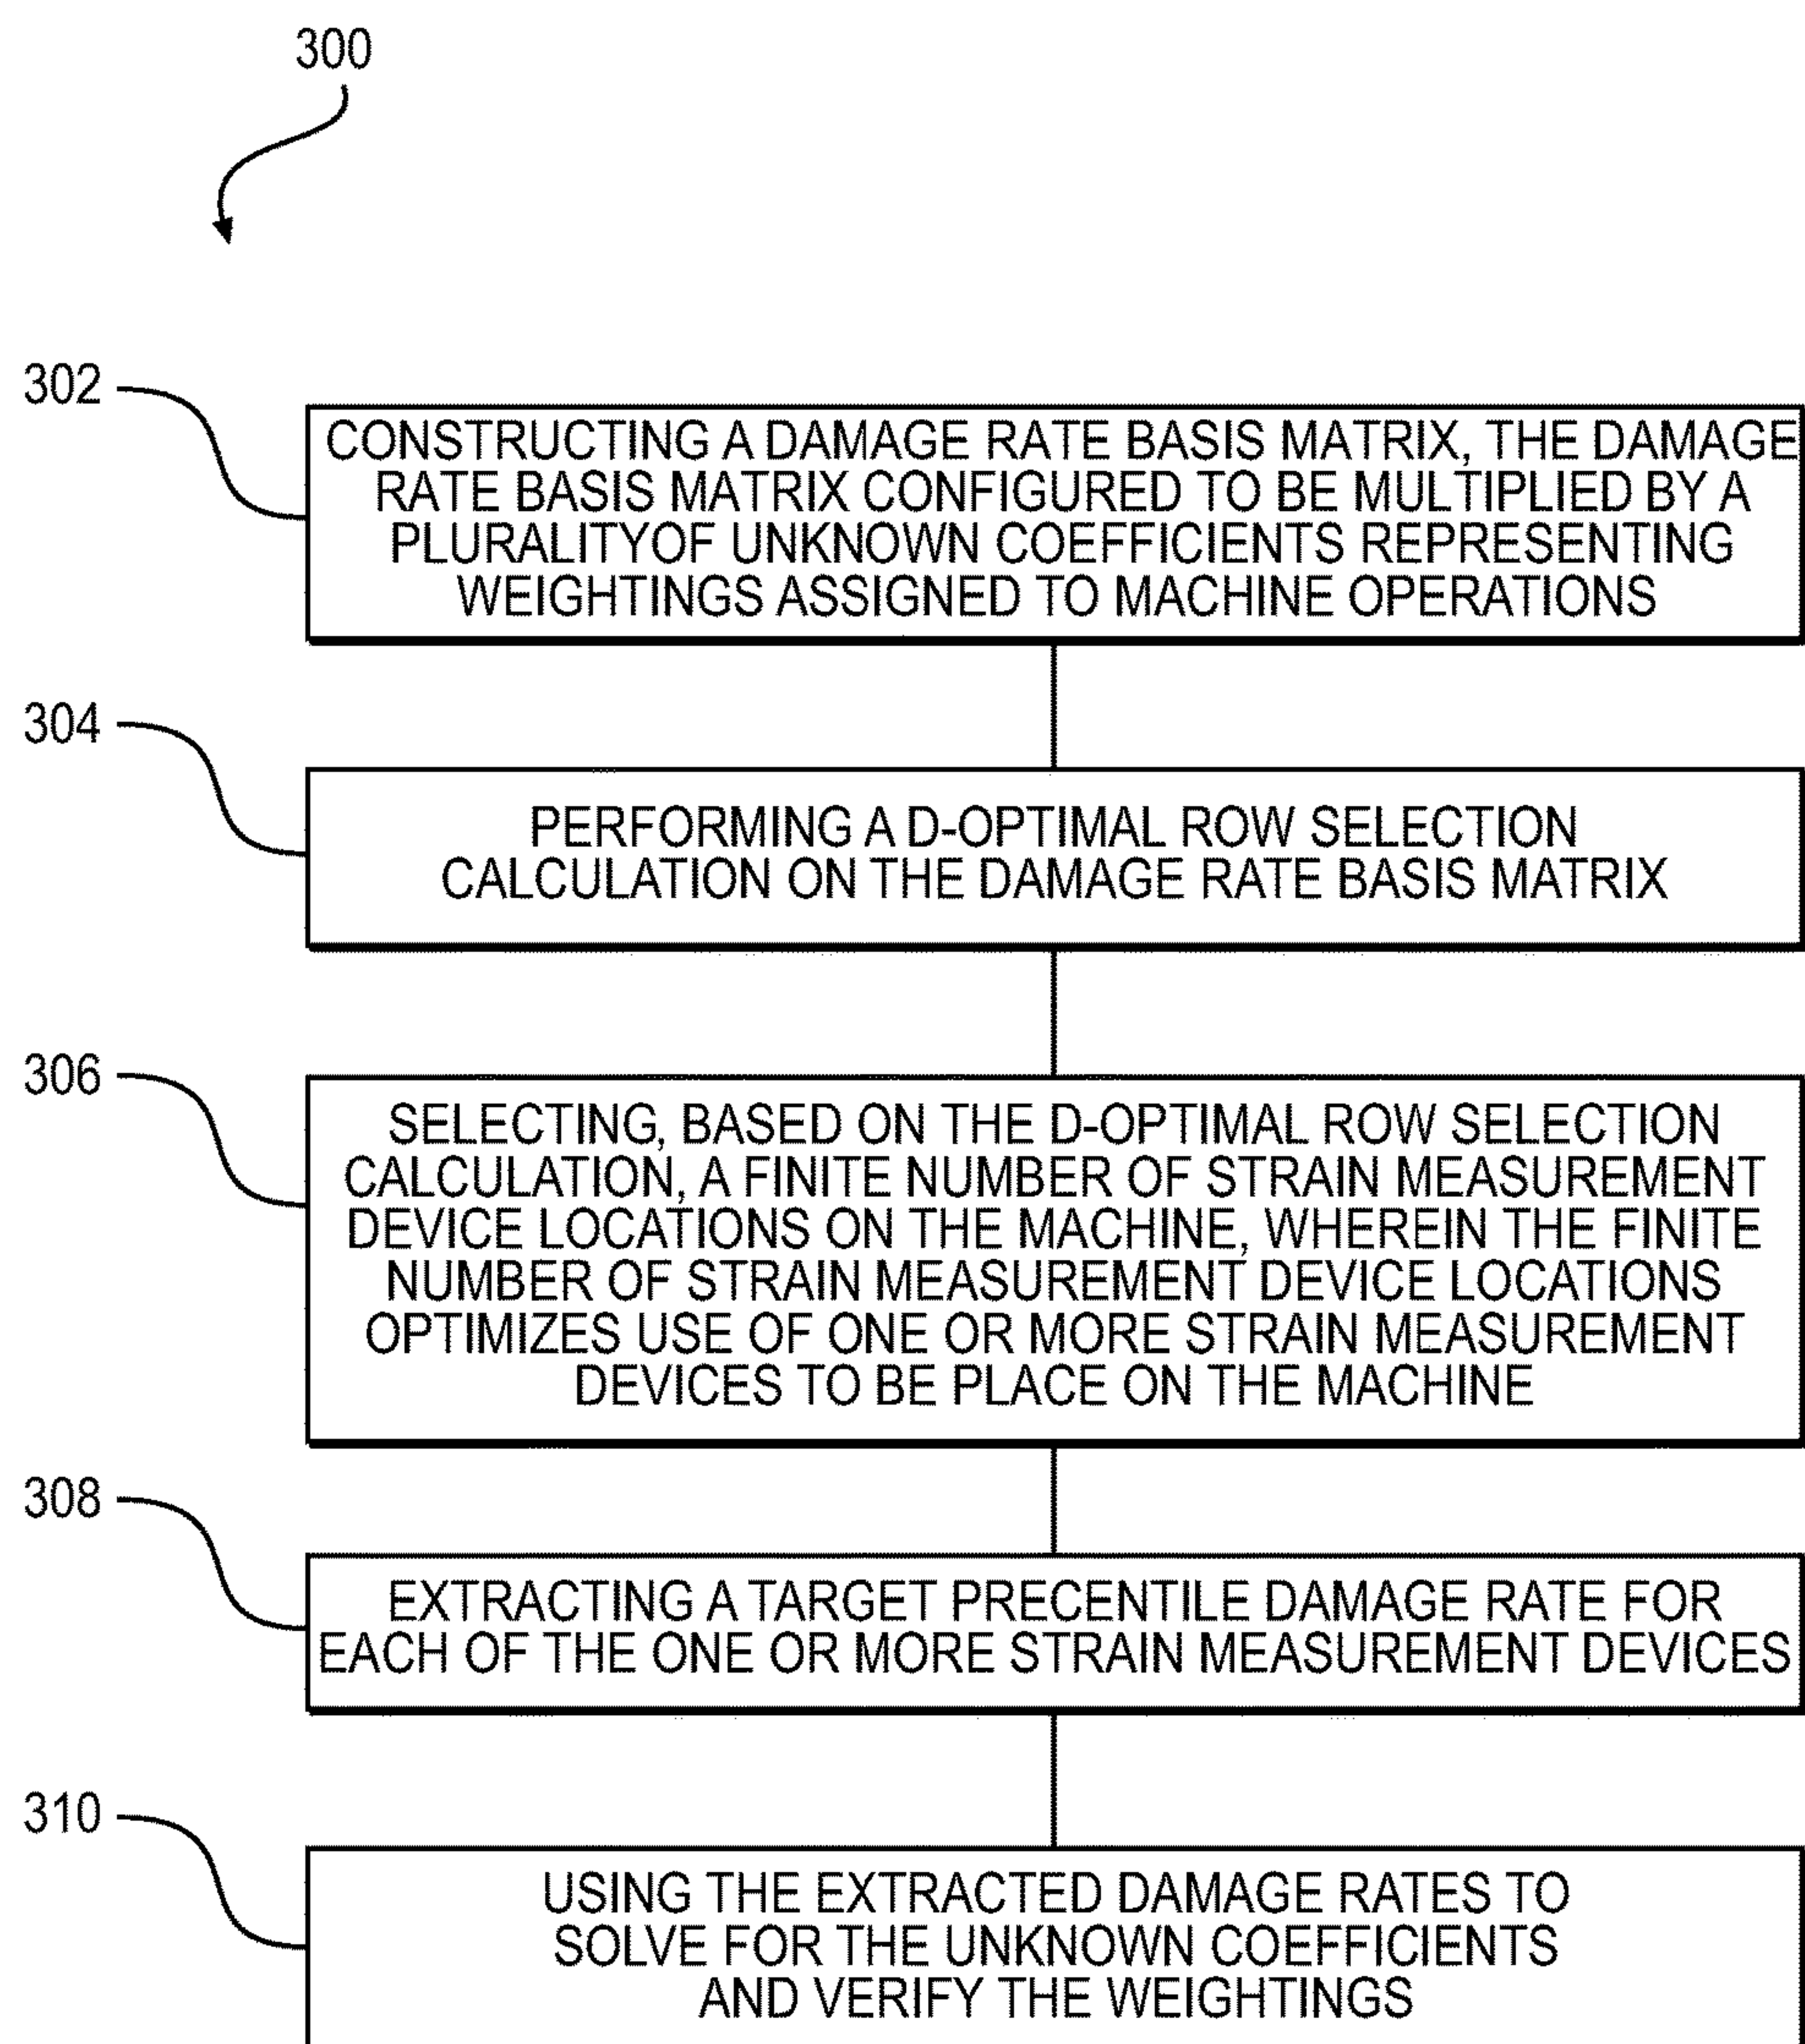 300
302
CONSTRUCTING A DAMAGE RATE BASIS MATRIX, THE DAMAGE
RATE BASIS MATRIX CONFIGURED TO BE MULTIPLIED BY A
PLURALITYOF UNKNOWN COEFFICIENTS REPRESENTING
WEIGHTINGS ASSIGNED TO MACHINE OPERATIONS
304
PERFORMING A D-OPTIMAL ROW SELECTION
CALCULATION ON THE DAMAGE RATE BASIS MATRIX
306
SELECTING, BASED ON THE D-OPTIMAL ROW SELECTION
CALCULATION, A FINITE NUMBER OF STRAIN MEASUREMENT
DEVICE LOCATIONS ON THE MACHINE, WHEREIN THE FINITE
NUMBER OF STRAIN MEASUREMENT DEVICE LOCATIONS
OPTIMIZES USE OF ONE OR MORE STRAIN MEASUREMENT
DEVICES TO BE PLACE ON THE MACHINE
308
EXTRACTING A TARGET PRECENTILE DAMAGE RATE FOR
EACH OF THE ONE OR MORE STRAIN MEASUREMENT DEVICES
310
USING THE EXTRACTED DAMAGE RATES TO
SOLVE FOR THE UNKNOWN COEFFICIENTS
AND VERIFY THE WEIGHTINGS